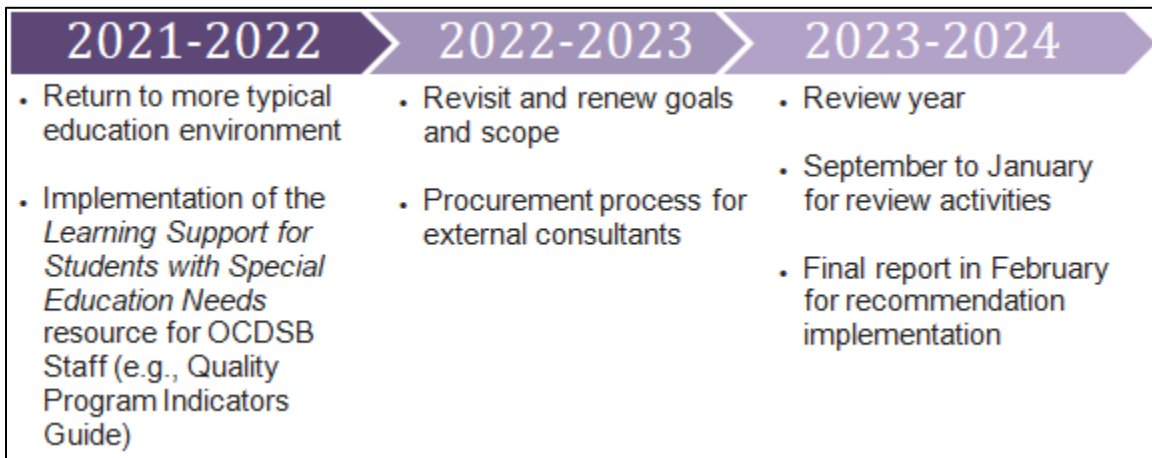 2021-2022
• Return to more typical
education environment
• Implementation of the
Learning Support for
Students with Special
Education Needs
resource for OCDSB
Staff (e.g., Quality
Program Indicators
Guide)
2022-2023
• Revisit and renew goals
and scope
• Procurement process for
external consultants
2023-2024
• Review year
• September to January
for review activities
• Final report in February
for recommendation
implementation